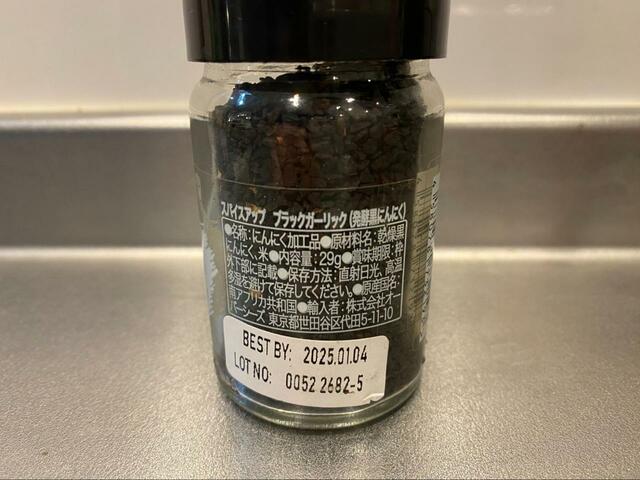 スパイスアップ ブラックガーリック(発酵黒にんにく)
●名称:にんにく加工品●原材料名:乾燥黒
にんにく、米●内容量:29g●賞味期限:枠
外下部に記載●保存方法:直射日光、高温
多湿を避けて保存してください。●原産国名:
南アフリカ共和国●輸入者:株式会社オー
バーシーズ 東京都世田谷区代田5-11-10
BEST BY: 2025.01.04
LOT NO: 0052 2682-5